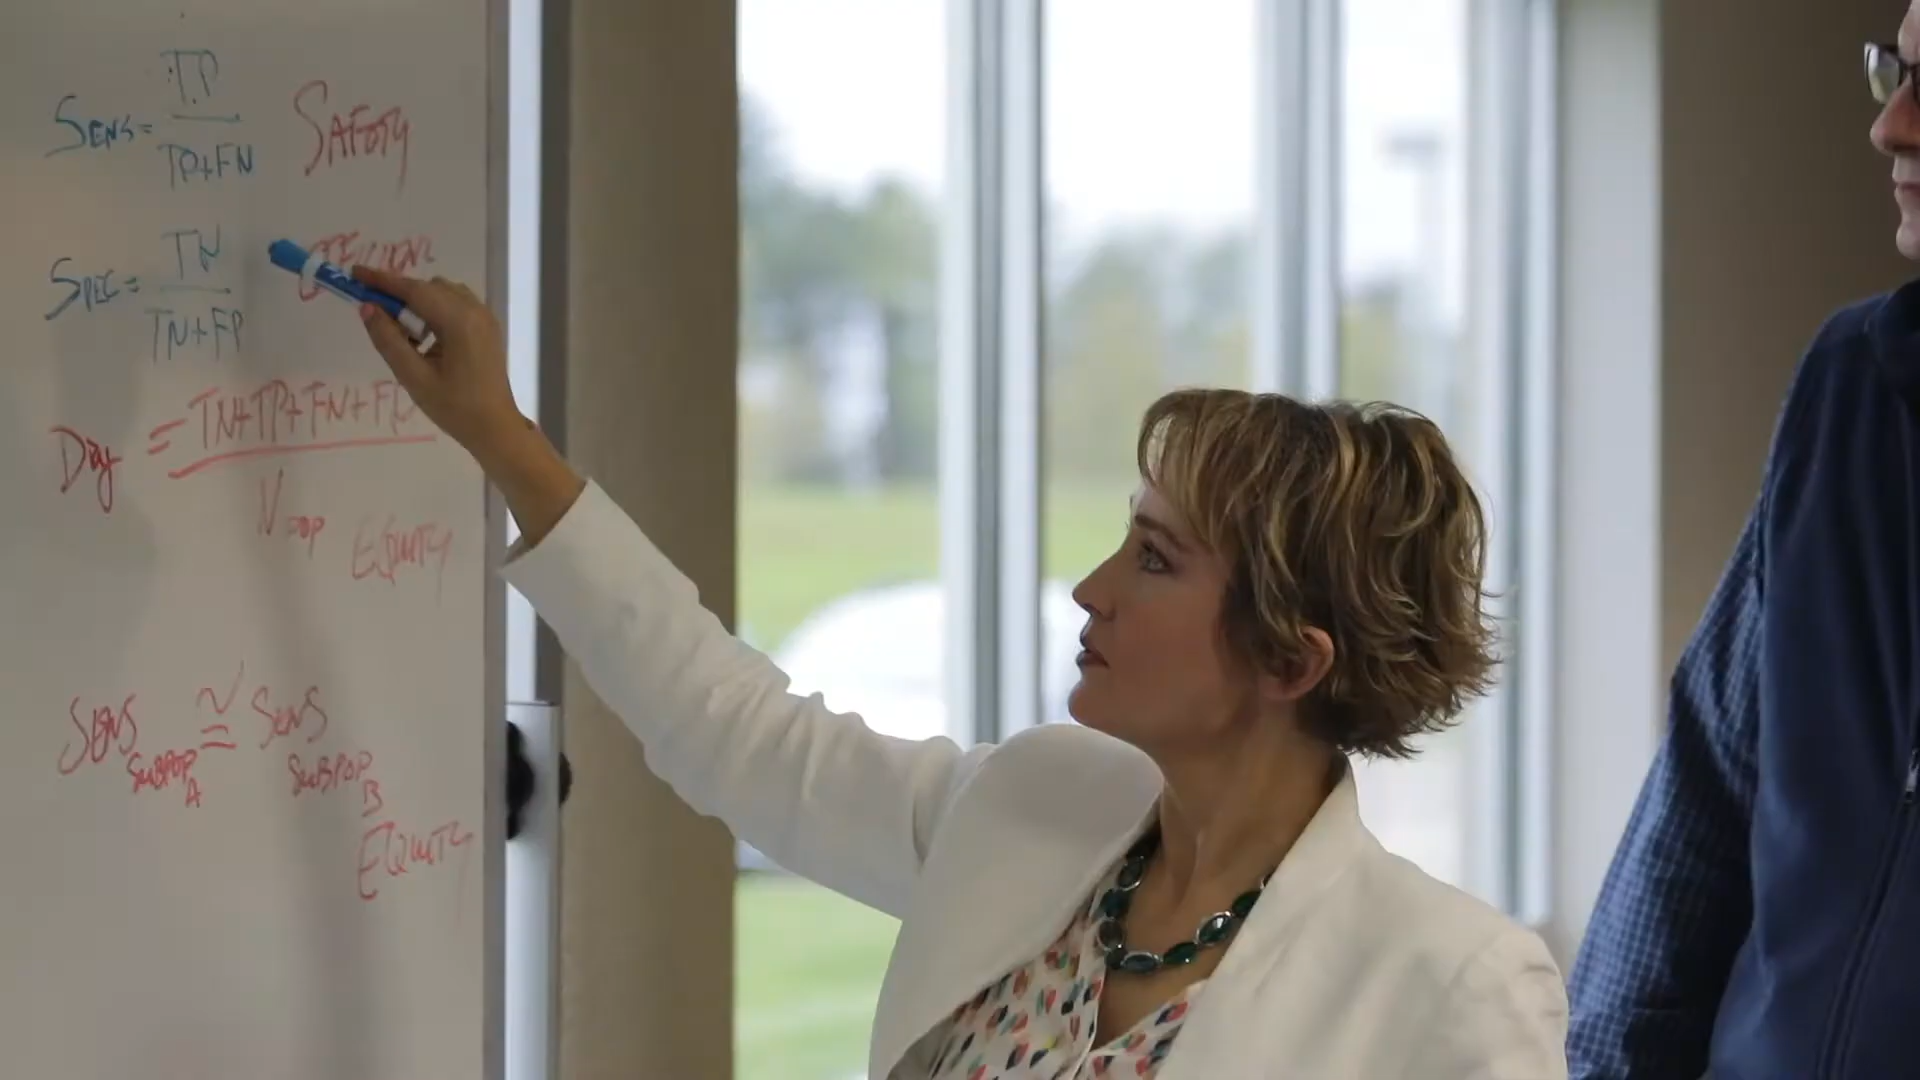 SENS = TP
TP+FN
SAFETY
SPEC = TN
TN+FP
= TN+TP+FN+FP
N POP
EQUITY
SENS SUBPOP A ≅ SENS SUBPOP B
EQUITY